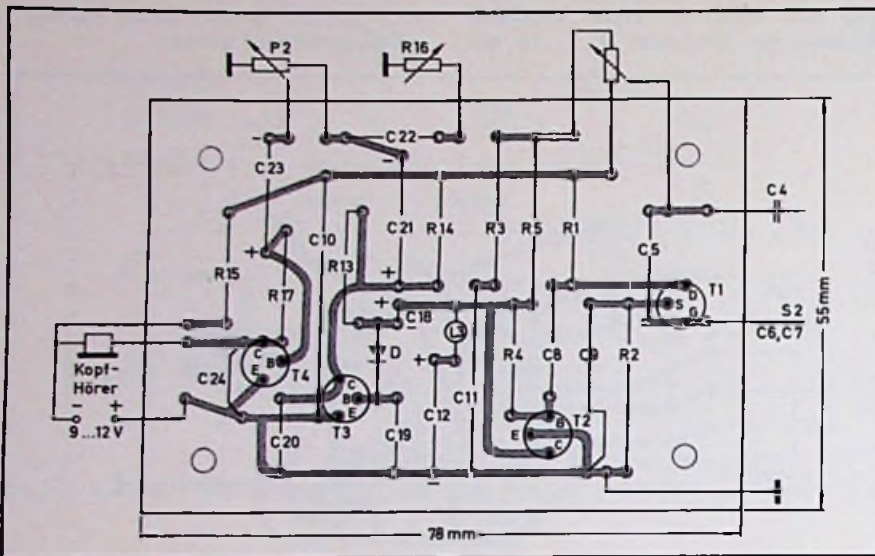 P2
R16
C22
C23
C4
C10
C21
R14
R3
R5
R1
C5
R15
R13
R17
C18
L3
D
T1
D
S
G
S2
C6, C7
55 mm
R4
C8
C9
R2
C
B
E
T4
C24
Kopf-
Hörer
- +
9 ...12 V
C
B
E
T3
C20
C19
C12
C11
B
E
C
T2
78 mm